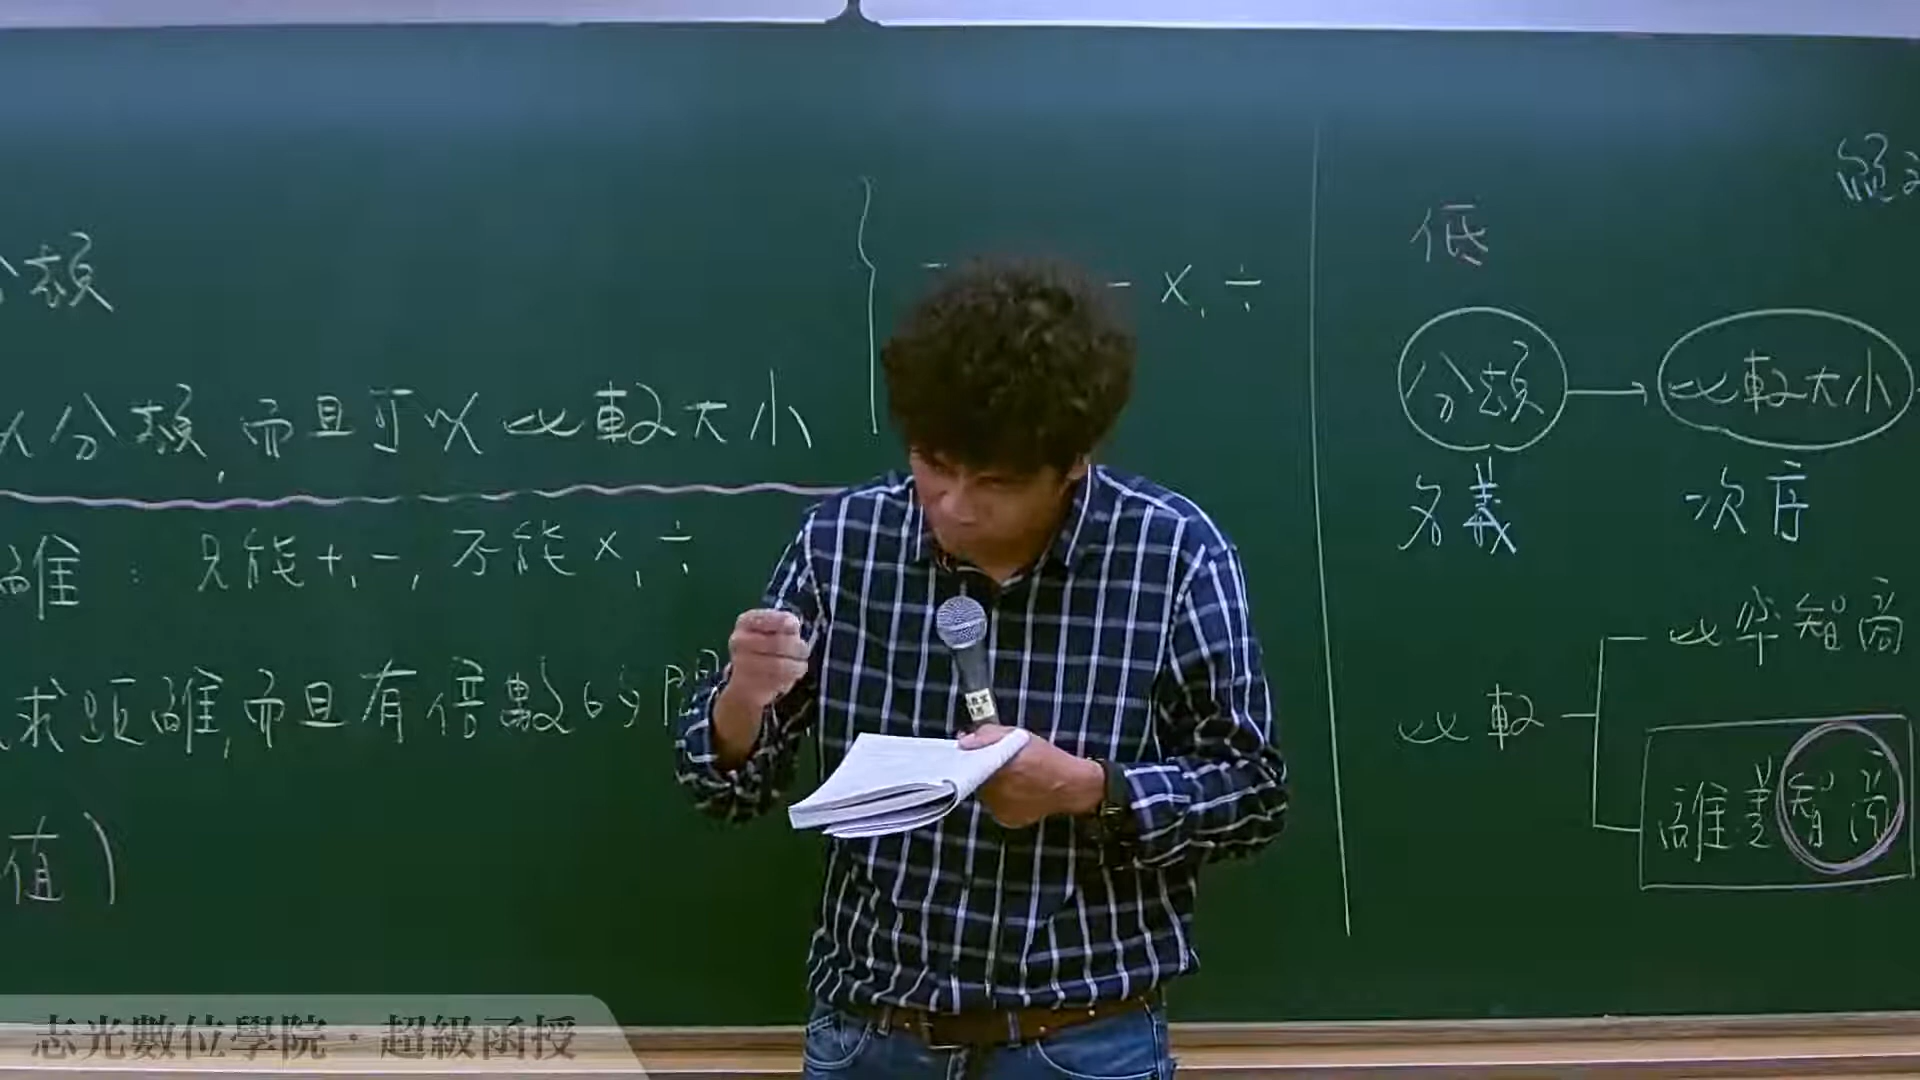 分類
以分類,而且可以比較大小
離：只能+,-,不能×,÷
求距離,而且有倍數的
值)
- ×,÷
低
分類 → 比較大小
名義 次序
比較
比率智商
離差智商
志光數位學院．超級函授